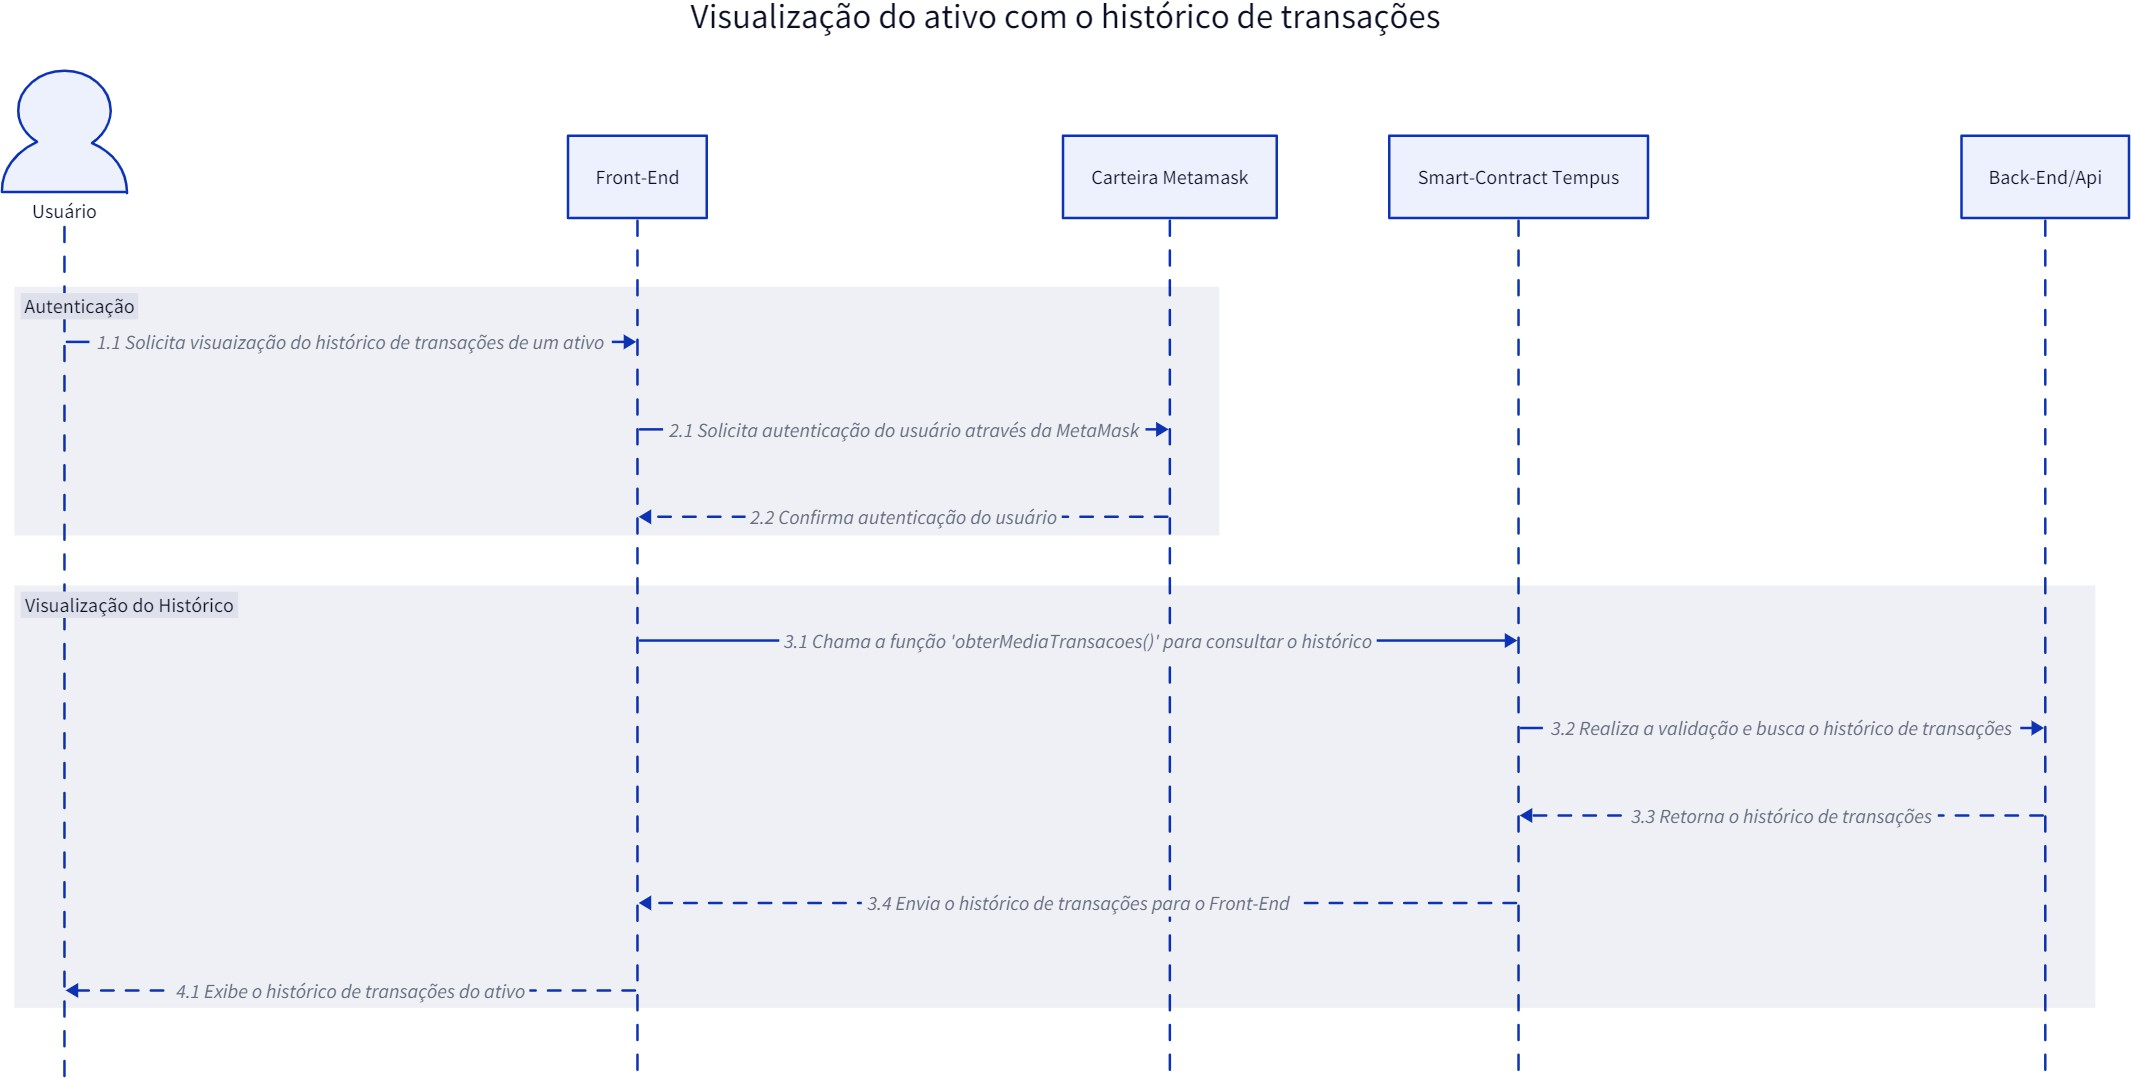 Visualização do ativo com o histórico de transações
Usuário
Front-End
Carteira Metamask
Smart-Contract Tempus
Back-End/Api
Autenticação
1.1 Solicita visuaização do histórico de transações de um ativo
2.1 Solicita autenticação do usuário através da MetaMask
2.2 Confirma autenticação do usuário
Visualização do Histórico
3.1 Chama a função 'obterMediaTransacoes()' para consultar o histórico
3.2 Realiza a validação e busca o histórico de transações
3.3 Retorna o histórico de transações
3.4 Envia o histórico de transações para o Front-End
4.1 Exibe o histórico de transações do ativo